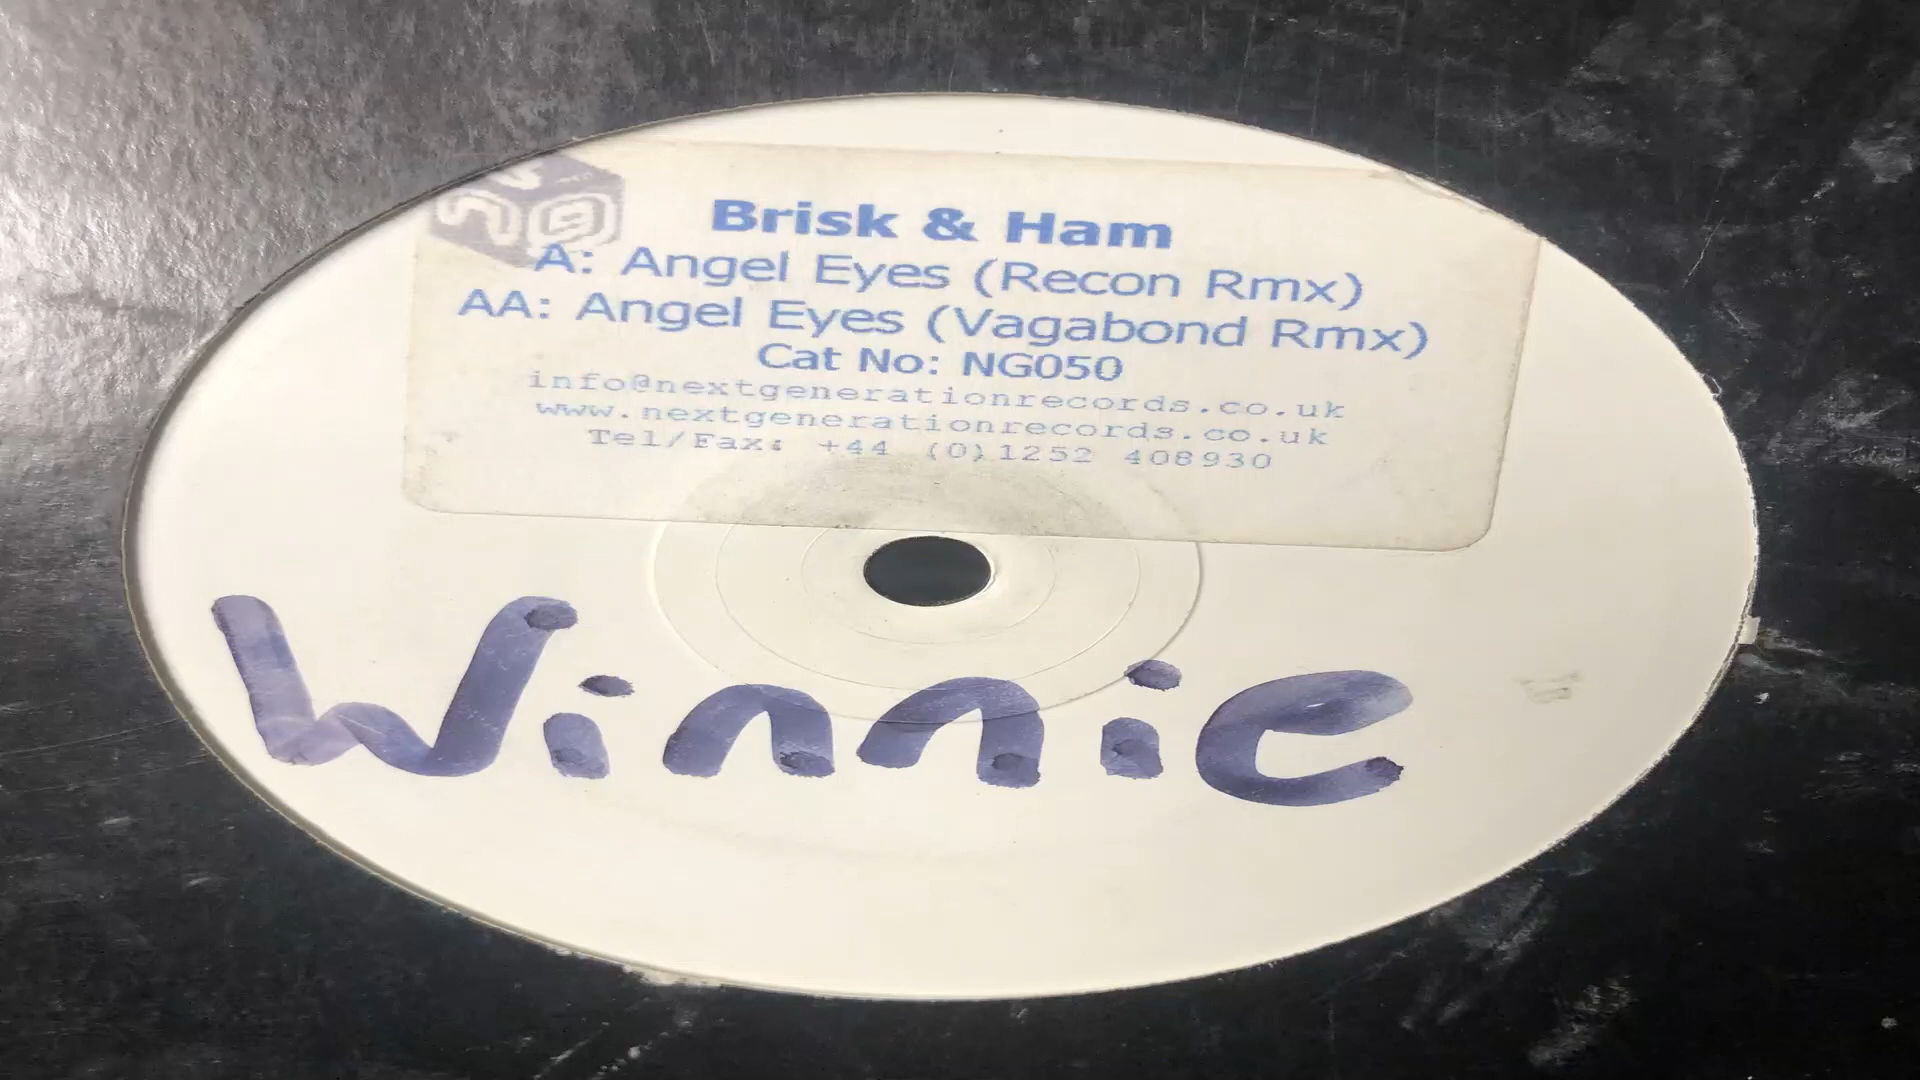 NG
Brisk & Ham
A: Angel Eyes (Recon Rmx)
AA: Angel Eyes (Vagabond Rmx)
Cat No: NG050
info@nextgenerationrecords.co.uk
www.nextgenerationrecords.co.uk
Tel/Fax: +44 (0)1252 408930
Winnie